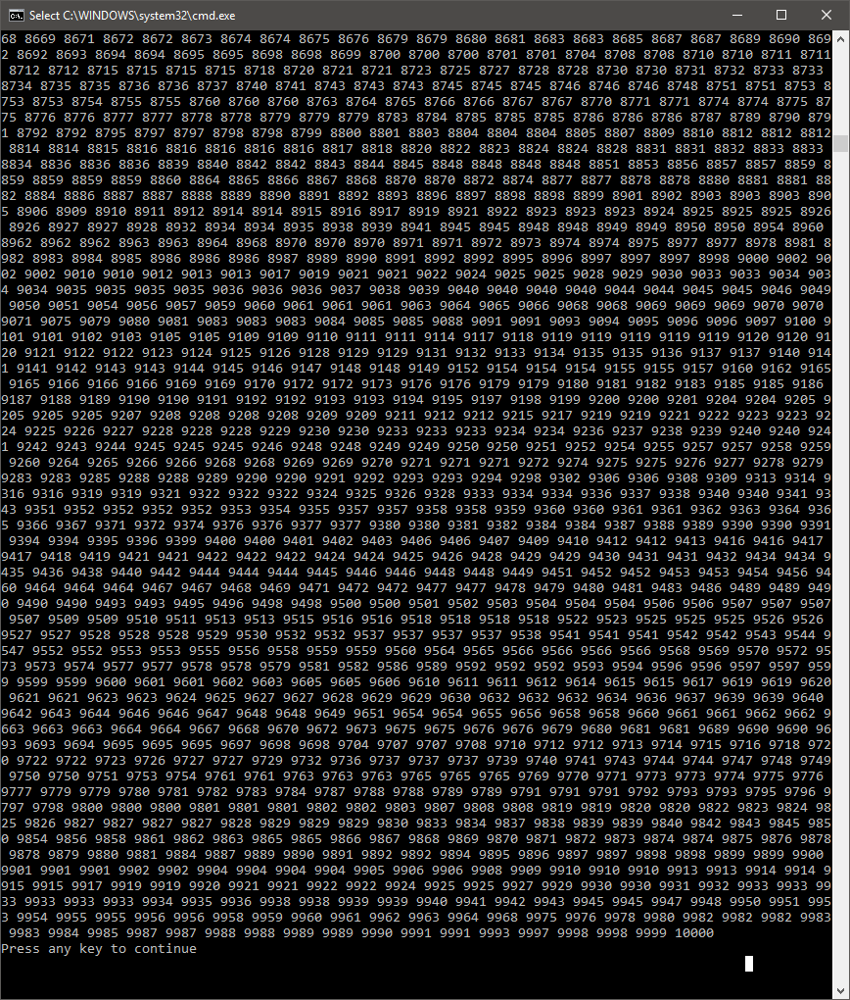 Select C:\WINDOWS\system32\cmd.exe
68 8669 8671 8672 8672 8673 8674 8674 8675 8676 8679 8679 8680 8681 8683 8683 8685 8687 8687 8689 8690 869
2 8692 8693 8694 8694 8695 8695 8698 8698 8699 8700 8700 8700 8701 8701 8704 8708 8708 8710 8710 8711 8711
 8712 8712 8715 8715 8715 8715 8718 8720 8721 8721 8723 8725 8727 8728 8728 8730 8730 8731 8732 8733 8733
8734 8735 8735 8736 8736 8737 8740 8741 8743 8743 8743 8745 8745 8745 8746 8746 8746 8748 8751 8751 8753 8
753 8753 8754 8755 8755 8760 8760 8760 8763 8764 8765 8766 8766 8767 8767 8770 8771 8771 8774 8774 8775 87
75 8776 8776 8777 8777 8778 8778 8779 8779 8779 8783 8784 8785 8785 8785 8786 8786 8786 8787 8789 8790 879
1 8792 8792 8795 8797 8797 8798 8798 8799 8800 8801 8803 8804 8804 8804 8805 8807 8809 8810 8812 8812 8812
 8814 8814 8815 8816 8816 8816 8816 8816 8817 8818 8820 8822 8823 8824 8824 8828 8831 8831 8832 8833 8833
8834 8836 8836 8836 8839 8840 8842 8842 8843 8844 8845 8848 8848 8848 8848 8851 8853 8856 8857 8857 8859 8
859 8859 8859 8859 8860 8864 8865 8866 8867 8868 8870 8870 8872 8874 8877 8877 8878 8878 8880 8881 8881 88
82 8884 8886 8887 8887 8888 8889 8890 8891 8892 8893 8896 8897 8898 8898 8899 8901 8902 8903 8903 8903 890
5 8906 8909 8910 8911 8912 8914 8914 8915 8916 8917 8919 8921 8922 8923 8923 8923 8924 8925 8925 8925 8926
 8926 8927 8927 8928 8932 8934 8934 8935 8938 8939 8941 8945 8945 8948 8948 8949 8949 8950 8950 8954 8960
8962 8962 8962 8963 8963 8964 8968 8970 8970 8970 8971 8971 8972 8973 8974 8974 8975 8977 8977 8978 8981 8
982 8983 8984 8985 8986 8986 8986 8987 8989 8990 8991 8992 8992 8995 8996 8997 8997 8997 8998 9000 9002 90
02 9002 9010 9010 9012 9013 9013 9017 9019 9021 9021 9022 9024 9025 9025 9028 9029 9030 9033 9033 9034 903
4 9034 9035 9035 9035 9035 9036 9036 9036 9037 9038 9039 9040 9040 9040 9040 9044 9044 9045 9045 9046 9049
 9050 9051 9054 9056 9057 9059 9060 9061 9061 9061 9063 9064 9065 9066 9068 9068 9069 9069 9069 9070 9070
9071 9075 9079 9080 9081 9083 9083 9083 9084 9085 9085 9088 9091 9091 9093 9094 9095 9096 9096 9097 9100 9
101 9101 9102 9103 9105 9105 9109 9109 9110 9111 9111 9114 9117 9118 9119 9119 9119 9119 9119 9120 9120 91
20 9121 9122 9122 9123 9124 9125 9126 9128 9129 9129 9131 9132 9133 9134 9135 9135 9136 9137 9137 9140 914
1 9141 9142 9143 9143 9144 9145 9146 9147 9148 9148 9149 9152 9154 9154 9154 9155 9155 9157 9160 9162 9165
 9165 9166 9166 9166 9169 9169 9170 9172 9172 9173 9176 9176 9179 9179 9180 9181 9182 9183 9185 9185 9186
9187 9188 9189 9190 9190 9191 9192 9192 9193 9193 9194 9195 9197 9198 9199 9200 9200 9201 9204 9204 9205 9
205 9205 9205 9207 9208 9208 9208 9208 9209 9209 9211 9212 9212 9215 9217 9219 9219 9221 9222 9223 9223 92
24 9225 9226 9227 9228 9228 9228 9229 9230 9230 9233 9233 9233 9234 9234 9236 9237 9238 9239 9240 9240 924
1 9242 9243 9244 9245 9245 9245 9246 9248 9248 9249 9249 9250 9250 9251 9252 9254 9255 9257 9257 9258 9259
 9260 9264 9265 9266 9266 9268 9268 9269 9269 9270 9271 9271 9271 9272 9274 9275 9275 9276 9277 9278 9279
9283 9283 9285 9288 9288 9289 9290 9290 9291 9292 9293 9293 9294 9298 9302 9306 9306 9308 9309 9313 9314 9
316 9316 9319 9319 9321 9322 9322 9322 9324 9325 9326 9328 9333 9334 9334 9336 9337 9338 9340 9340 9341 93
43 9351 9352 9352 9352 9352 9353 9354 9355 9357 9357 9358 9358 9359 9360 9360 9361 9361 9362 9363 9364 936
5 9366 9367 9371 9372 9374 9376 9376 9377 9377 9380 9380 9381 9382 9384 9384 9387 9388 9389 9390 9390 9391
 9394 9394 9395 9396 9399 9400 9400 9401 9402 9403 9406 9406 9407 9409 9410 9412 9412 9413 9416 9416 9417
9417 9418 9419 9421 9421 9422 9422 9422 9424 9424 9425 9426 9428 9429 9429 9430 9431 9431 9432 9434 9434 9
435 9436 9438 9440 9442 9444 9444 9444 9445 9446 9446 9448 9448 9449 9451 9452 9452 9453 9453 9454 9456 94
60 9464 9464 9464 9467 9467 9468 9469 9471 9472 9472 9477 9477 9478 9479 9480 9481 9483 9486 9489 9489 949
0 9490 9490 9493 9493 9495 9496 9498 9498 9500 9500 9501 9502 9503 9504 9504 9504 9506 9506 9507 9507 9507
 9507 9509 9509 9510 9511 9513 9513 9515 9516 9516 9518 9518 9518 9518 9522 9523 9525 9525 9525 9526 9526
9527 9527 9528 9528 9528 9529 9530 9532 9532 9537 9537 9537 9537 9538 9541 9541 9541 9542 9542 9543 9544 9
547 9552 9552 9553 9553 9555 9556 9558 9559 9559 9560 9564 9565 9566 9566 9566 9566 9568 9569 9570 9572 95
73 9573 9574 9577 9577 9578 9578 9579 9581 9582 9586 9589 9592 9592 9592 9593 9594 9596 9596 9597 9597 959
9 9599 9599 9600 9601 9601 9602 9603 9605 9605 9606 9610 9611 9611 9612 9614 9615 9615 9617 9619 9619 9620
 9621 9621 9623 9623 9624 9625 9627 9627 9628 9629 9629 9630 9632 9632 9632 9634 9636 9637 9639 9639 9640
9642 9643 9644 9646 9646 9647 9648 9648 9649 9651 9654 9654 9655 9656 9658 9658 9660 9661 9661 9662 9662 9
663 9663 9663 9664 9664 9667 9668 9670 9672 9673 9675 9675 9676 9676 9679 9680 9681 9681 9689 9690 9690 96
93 9693 9694 9695 9695 9695 9697 9698 9698 9704 9707 9707 9708 9710 9712 9712 9713 9714 9715 9716 9718 972
0 9722 9722 9723 9726 9727 9727 9729 9732 9736 9737 9737 9737 9739 9740 9741 9743 9744 9744 9747 9748 9749
 9750 9750 9751 9753 9754 9761 9761 9763 9763 9763 9765 9765 9765 9769 9770 9771 9773 9773 9774 9775 9776
9777 9779 9779 9780 9781 9782 9783 9784 9787 9788 9788 9789 9789 9791 9791 9791 9792 9793 9793 9795 9796 9
797 9798 9800 9800 9800 9801 9801 9801 9802 9802 9803 9807 9808 9808 9819 9819 9820 9820 9822 9823 9824 98
25 9826 9827 9827 9827 9827 9828 9829 9829 9829 9830 9833 9834 9837 9838 9839 9839 9840 9842 9843 9845 985
0 9854 9856 9858 9861 9862 9863 9865 9865 9866 9867 9868 9869 9870 9871 9872 9873 9874 9874 9875 9876 9878
 9878 9879 9880 9881 9884 9887 9889 9890 9891 9892 9892 9894 9895 9896 9897 9897 9898 9898 9899 9899 9900
9901 9901 9901 9902 9902 9904 9904 9904 9904 9905 9906 9906 9908 9909 9910 9910 9910 9913 9913 9914 9914 9
915 9915 9917 9919 9919 9920 9921 9921 9922 9922 9924 9925 9925 9927 9929 9930 9930 9931 9932 9933 9933 99
33 9933 9933 9933 9934 9935 9936 9938 9938 9939 9939 9940 9941 9942 9943 9945 9945 9947 9948 9950 9951 995
3 9954 9955 9955 9956 9956 9958 9959 9960 9961 9962 9963 9964 9968 9975 9976 9978 9980 9982 9982 9982 9983
 9983 9984 9985 9987 9987 9988 9988 9989 9989 9990 9991 9991 9993 9997 9998 9998 9999 10000
Press any key to continue